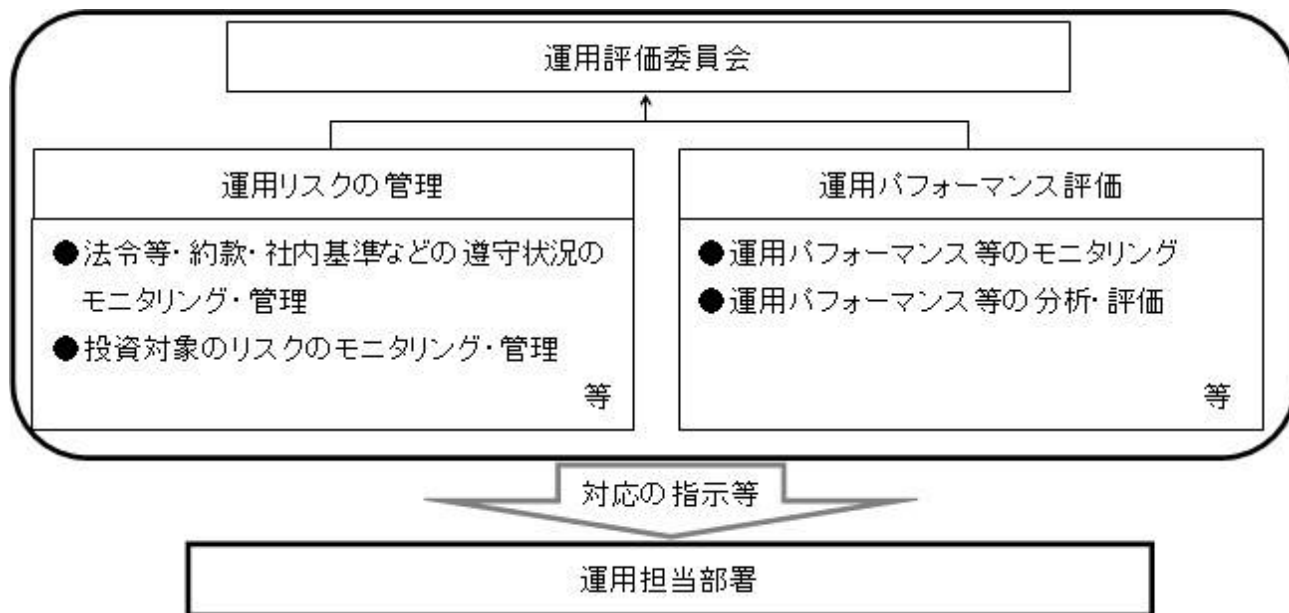 運用評価委員会
運用リスクの管理
●法令等・約款・社内基準などの遵守状況の
モニタリング・管理
●投資対象のリスクのモニタリング・管理
等
運用パフォーマンス評価
●運用パフォーマンス等のモニタリング
●運用パフォーマンス等の分析・評価
等
対応の指示等
運用担当部署